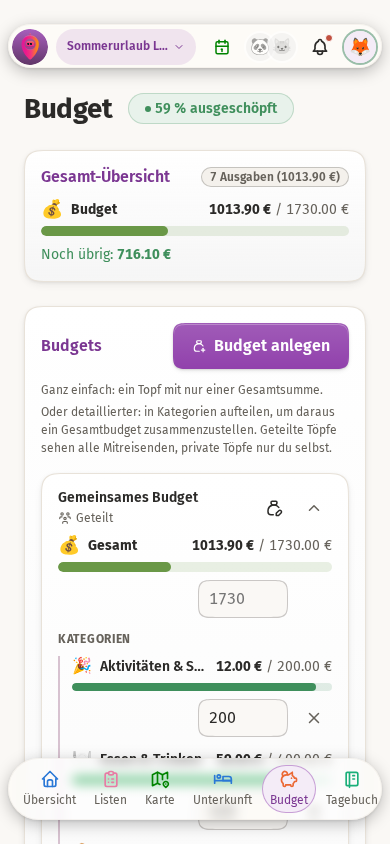 Sommerurlaub L...
Budget
59 % ausgeschöpft
Gesamt-Übersicht
7 Ausgaben (1013.90 €)
Budget
1013.90 € / 1730.00 €
Noch übrig: 716.10 €
Budgets
Budget anlegen
Ganz einfach: ein Topf mit nur einer Gesamtsumme.
Oder detaillierter: in Kategorien aufteilen, um daraus
ein Gesamtbudget zusammenzustellen. Geteilte Töpfe
sehen alle Mitreisenden, private Töpfe nur du selbst.
Gemeinsames Budget
Geteilt
Gesamt
1013.90 € / 1730.00 €
1730
KATEGORIEN
Aktivitäten & S...
12.00 € / 200.00 €
200
Übersicht
Listen
Karte
Unterkunft
Budget
Tagebuch